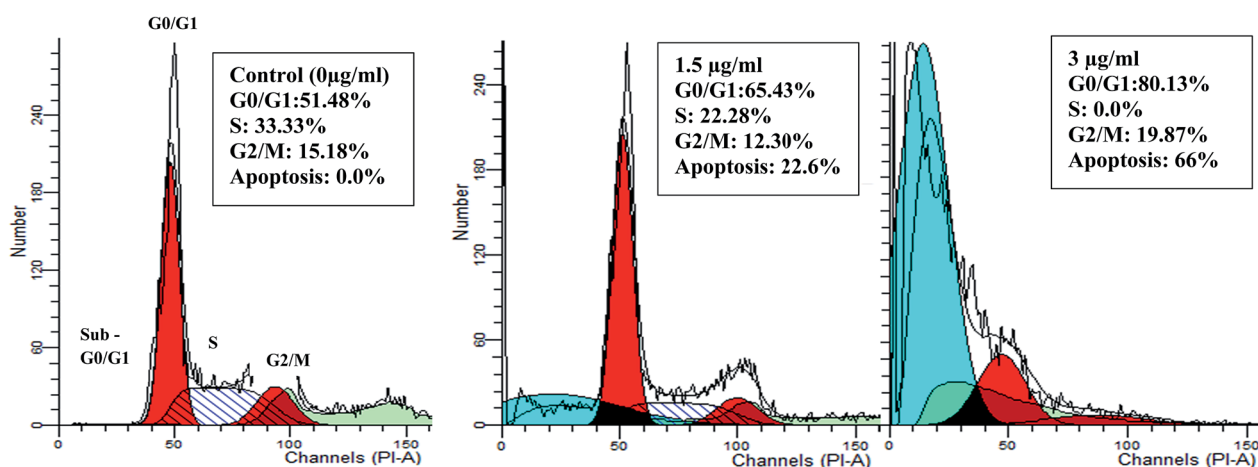 G0/G1
Control (0µg/ml)
G0/G1:51.48%
S: 33.33%
G2/M: 15.18%
Apoptosis: 0.0%
Number
240
180
120
60
0
Sub -
G0/G1
S
G2/M
0 50 100 150
Channels (PI-A)
1.5 µg/ml
G0/G1:65.43%
S: 22.28%
G2/M: 12.30%
Apoptosis: 22.6%
Number
240
180
120
60
0
0 50 100 150
Channels (PI-A)
3 µg/ml
G0/G1:80.13%
S: 0.0%
G2/M: 19.87%
Apoptosis: 66%
0 50 100 150
Channels (PI-A)